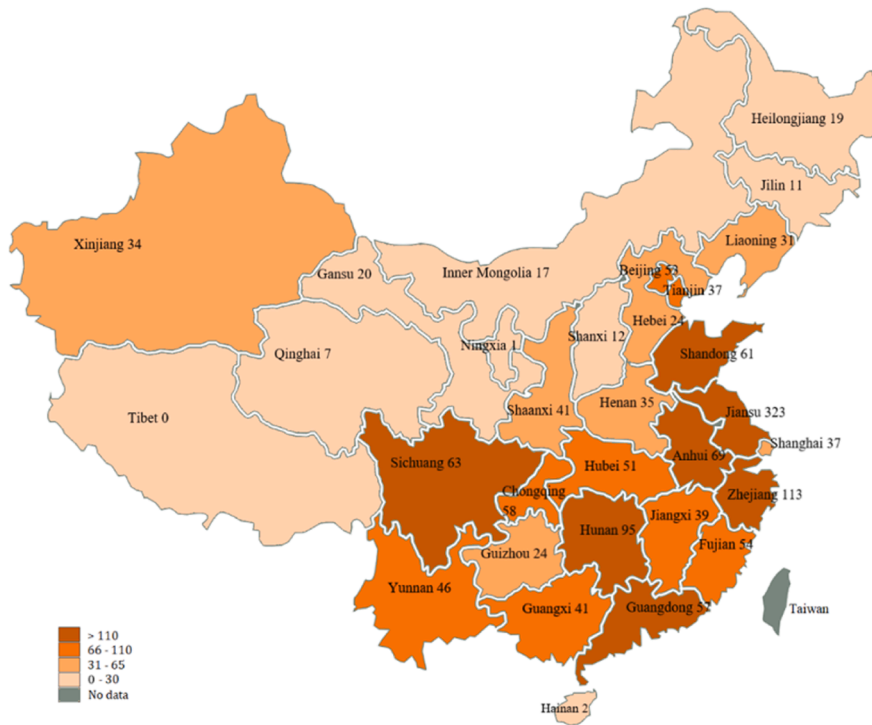 Heilongjiang 19
Jilin 11
Liaoning 31
Xinjiang 34
Gansu 20
Inner Mongolia 17
Beijing 53
Tianjin 37
Hebei 24
Shanxi 12
Ningxia 1
Qinghai 7
Shandong 61
Tibet 0
Shaanxi 41
Henan 35
Jiansu 323
Shanghai 37
Anhui 69
Sichuang 63
Hubei 51
Chongqing
58
Zhejiang 113
Jiangxi 39
Hunan 95
Fujian 54
Guizhou 24
Yunnan 46
Guangxi 41
Guangdong 52
Taiwan
Hainan 2
> 110
66 - 110
31 - 65
0 - 30
No data